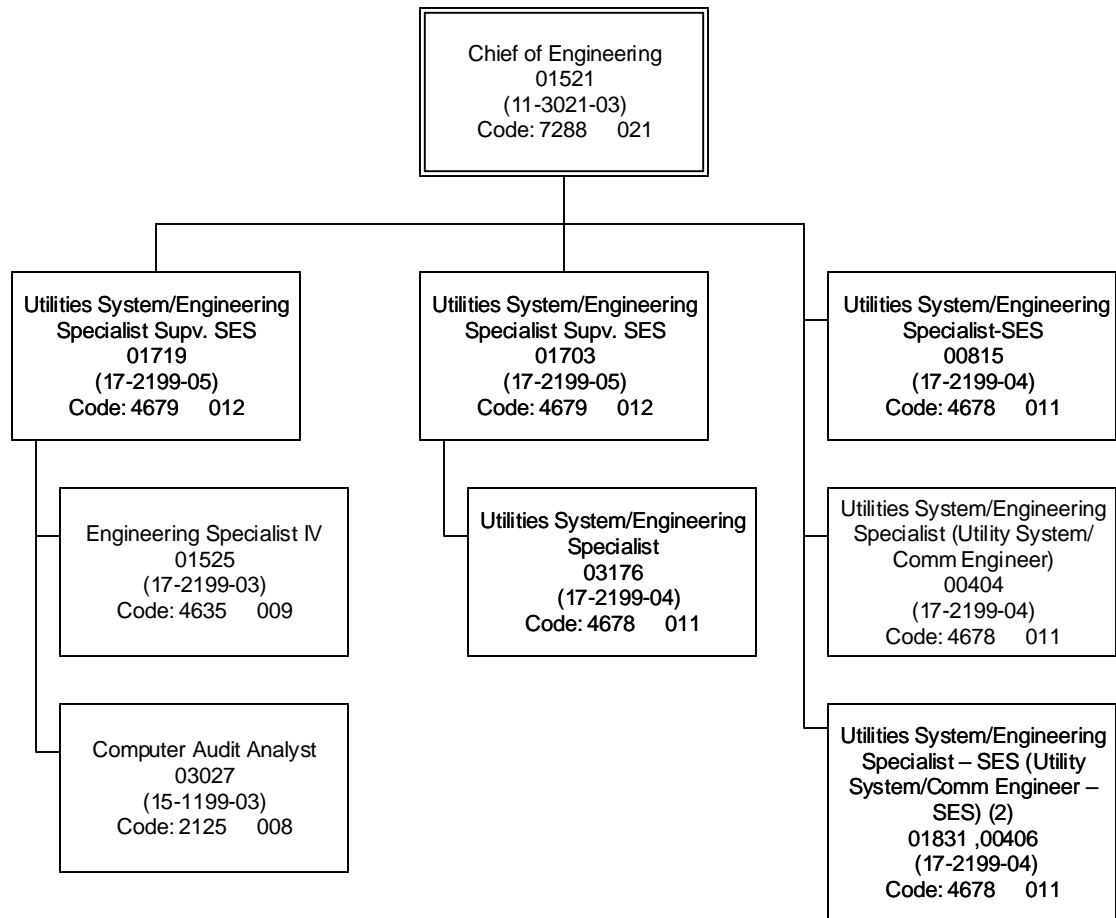 Chief of Engineering
01521
(11-3021-03)
Code: 7288 021
Utilities System/Engineering
Specialist Supv. SES
01719
(17-2199-05)
Code: 4679 012
Engineering Specialist IV
01525
(17-2199-03)
Code: 4635 009
Computer Audit Analyst
03027
(15-1199-03)
Code: 2125 008
Utilities System/Engineering
Specialist Supv. SES
01703
(17-2199-05)
Code: 4679 012
Utilities System/Engineering
Specialist
03176
(17-2199-04)
Code: 4678 011
Utilities System/Engineering
Specialist-SES
00815
(17-2199-04)
Code: 4678 011
Utilities System/Engineering
Specialist (Utility System/
Comm Engineer)
00404
(17-2199-04)
Code: 4678 011
Utilities System/Engineering
Specialist – SES (Utility
System/Comm Engineer –
SES) (2)
01831 ,00406
(17-2199-04)
Code: 4678 011